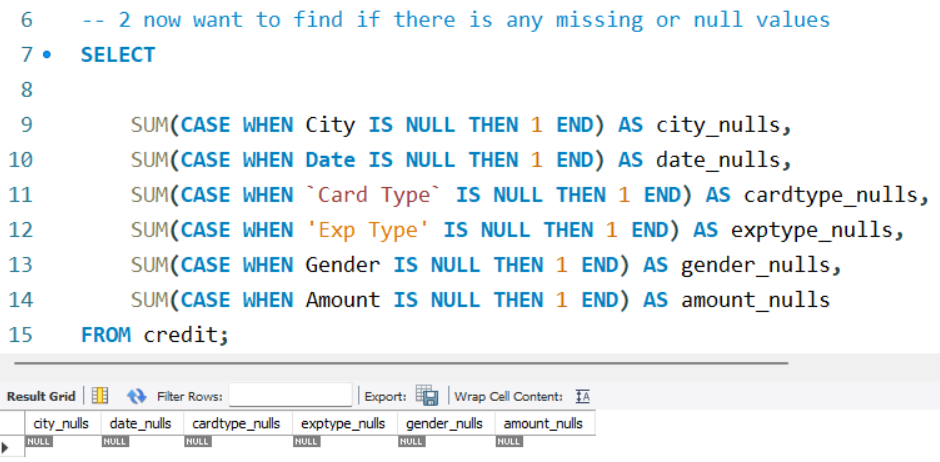 6 -- 2 now want to find if there is any missing or null values
7 SELECT
8
9 SUM(CASE WHEN City IS NULL THEN 1 END) AS city_nulls,
10 SUM(CASE WHEN Date IS NULL THEN 1 END) AS date_nulls,
11 SUM(CASE WHEN `Card Type` IS NULL THEN 1 END) AS cardtype_nulls,
12 SUM(CASE WHEN 'Exp Type' IS NULL THEN 1 END) AS exptype_nulls,
13 SUM(CASE WHEN Gender IS NULL THEN 1 END) AS gender_nulls,
14 SUM(CASE WHEN Amount IS NULL THEN 1 END) AS amount_nulls
15 FROM credit;
Result Grid Filter Rows: Export: Wrap Cell Content: IA
city_nulls date_nulls cardtype_nulls exptype_nulls gender_nulls amount_nulls
NULL NULL NULL NULL NULL NULL